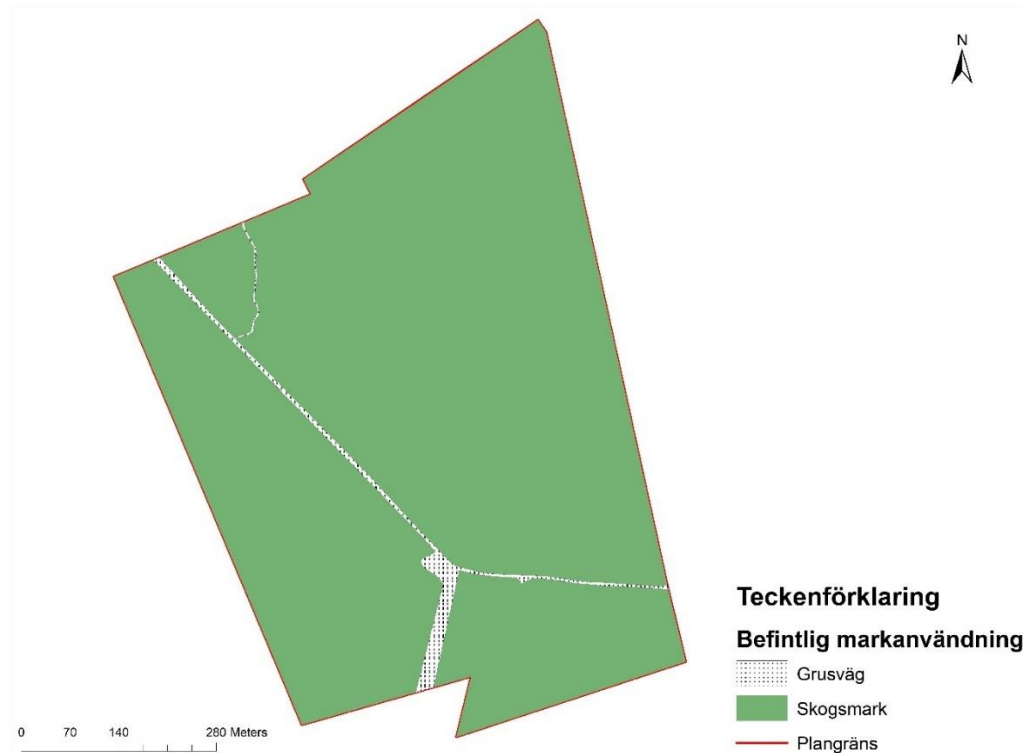 N
Teckenförklaring
Befintlig markanvändning
Grusväg
Skogsmark
Plangräns
0 70 140 280 Meters